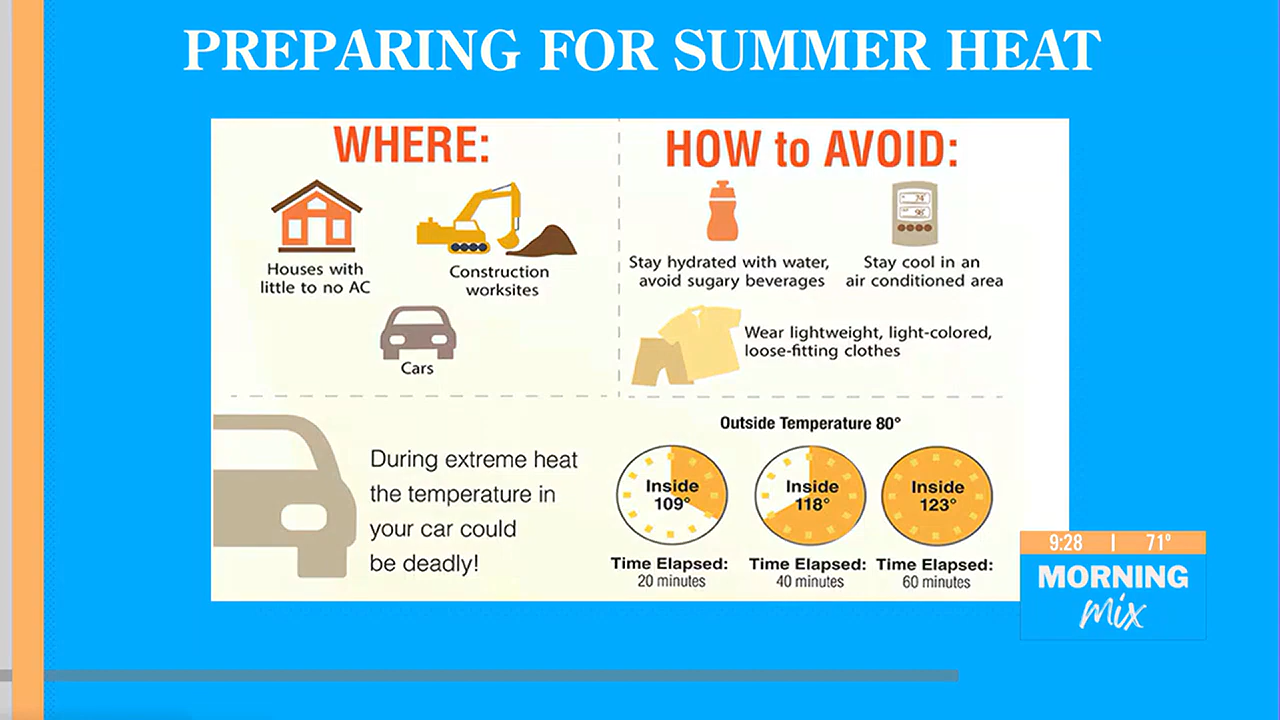 PREPARING FOR SUMMER HEAT
WHERE:
Houses with
little to no AC
Construction
worksites
Cars
HOW to AVOID:
74°
98°
Stay hydrated with water,
avoid sugary beverages
Stay cool in an
air conditioned area
Wear lightweight, light-colored,
loose-fitting clothes
During extreme heat
the temperature in
your car could
be deadly!
Outside Temperature 80°
Inside
109°
Time Elapsed:
20 minutes
Inside
118°
Time Elapsed:
40 minutes
Inside
123°
Time Elapsed:
60 minutes
9:28 | 71°
MORNING
mix